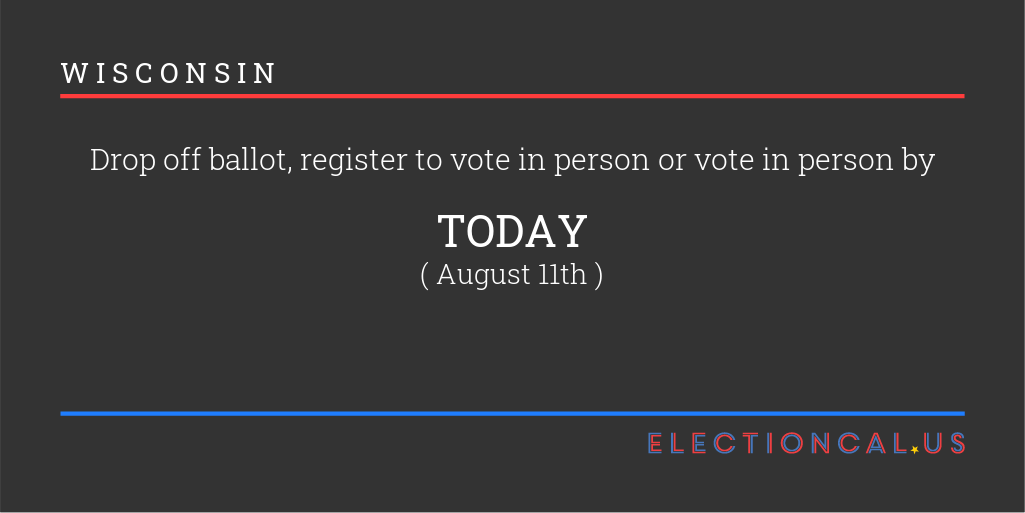 WISCONSIN
Drop off ballot, register to vote in person or vote in person by
TODAY
( August 11th )
ELECTIONCAL.US